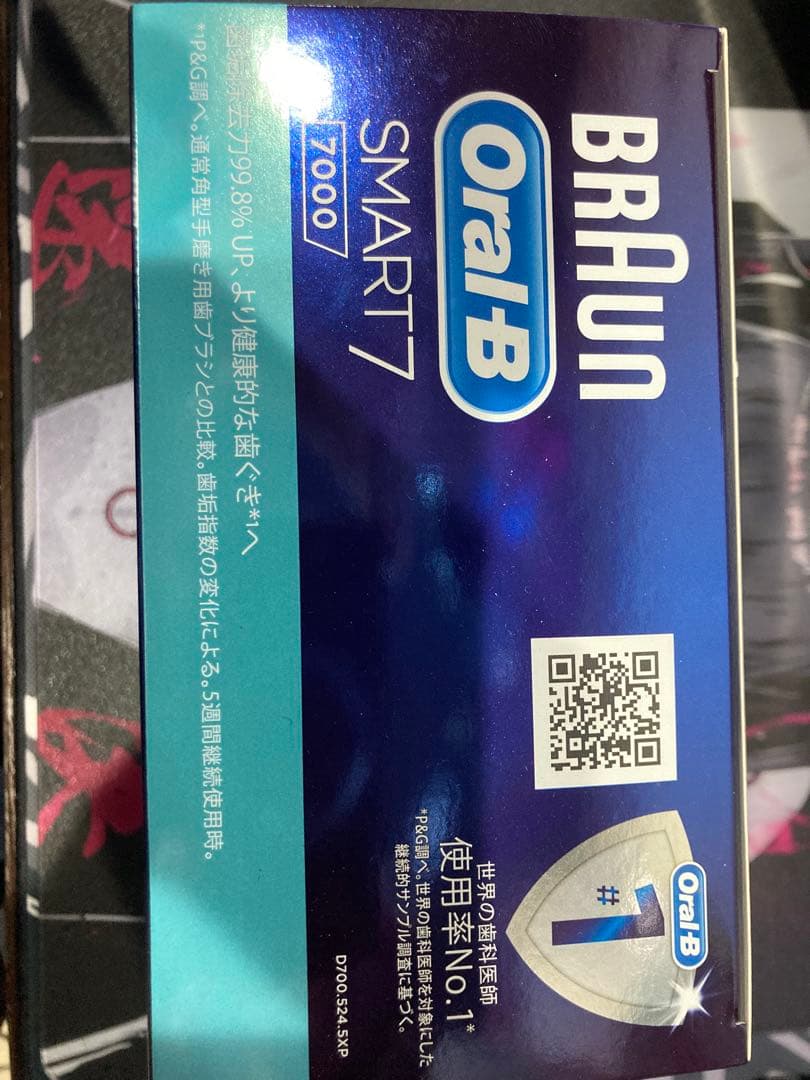 BRAUN
Oral-B
SMART 7
7000
歯垢除去力99.8% UP、より健康的な歯ぐき*1へ
*1P&G調べ。通常角型手磨き用歯ブラシとの比較。歯垢指数の変化による。5週間継続使用時。
Oral-B
#1
世界の歯科医師
使用率No.1*
*P&G調べ。世界の歯科医師を対象にした
継続的サンプル調査に基づく。
D700.524.5XP